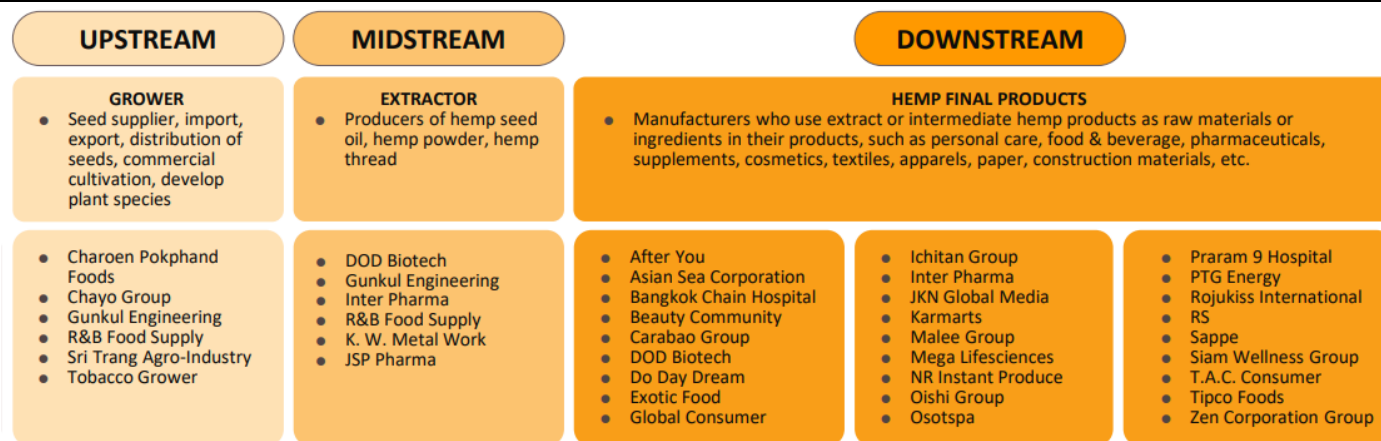 UPSTREAM
MIDSTREAM
DOWNSTREAM
GROWER
● Seed supplier, import,
export, distribution of
seeds, commercial
cultivation, develop
plant species
EXTRACTOR
● Producers of hemp seed
oil, hemp powder, hemp
thread
HEMP FINAL PRODUCTS
● Manufacturers who use extract or intermediate hemp products as raw materials or
ingredients in their products, such as personal care, food & beverage, pharmaceuticals,
supplements, cosmetics, textiles, apparels, paper, construction materials, etc.
● Charoen Pokphand
Foods
● Chayo Group
● Gunkul Engineering
● R&B Food Supply
● Sri Trang Agro-Industry
● Tobacco Grower
● DOD Biotech
● Gunkul Engineering
● Inter Pharma
● R&B Food Supply
● K. W. Metal Work
● JSP Pharma
● After You
● Asian Sea Corporation
● Bangkok Chain Hospital
● Beauty Community
● Carabao Group
● DOD Biotech
● Do Day Dream
● Exotic Food
● Global Consumer
● Ichitan Group
● Inter Pharma
● JKN Global Media
● Karmarts
● Malee Group
● Mega Lifesciences
● NR Instant Produce
● Oishi Group
● Osotspa
● Praram 9 Hospital
● PTG Energy
● Rojukiss International
● RS
● Sappe
● Siam Wellness Group
● T.A.C. Consumer
● Tipco Foods
● Zen Corporation Group